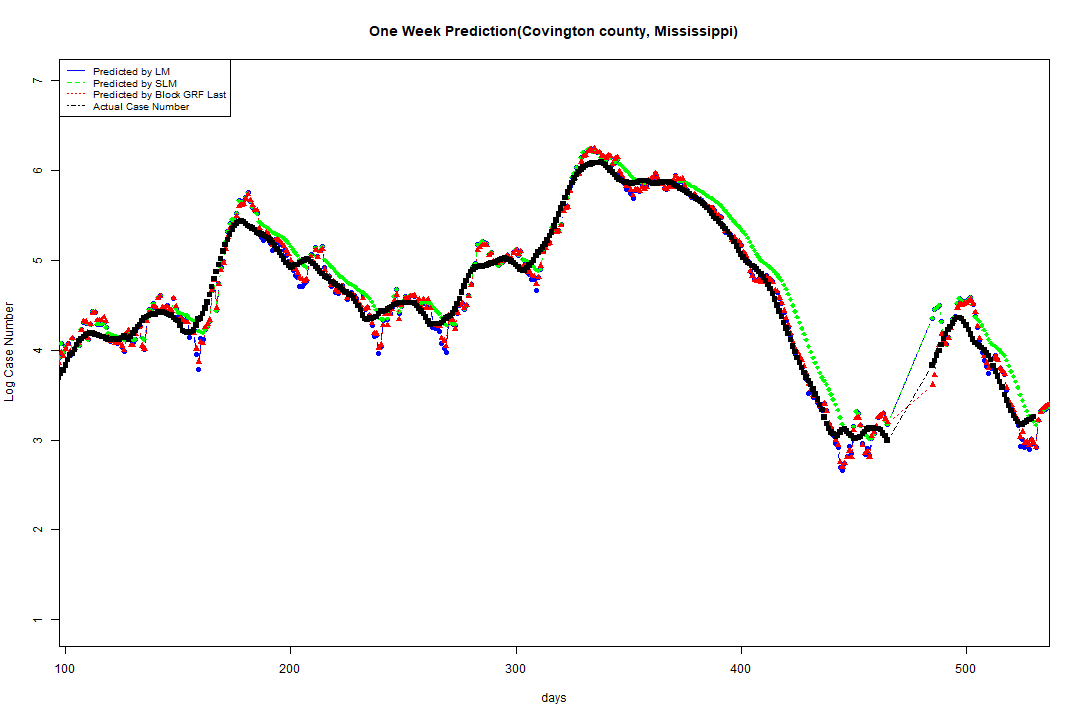 One Week Prediction(Covington county, Mississippi)
Predicted by LM
Predicted by SLM
Predicted by Block GRF Last
Actual Case Number
7
6
5
4
3
2
1
Log Case Number
100 200 300 400 500
days